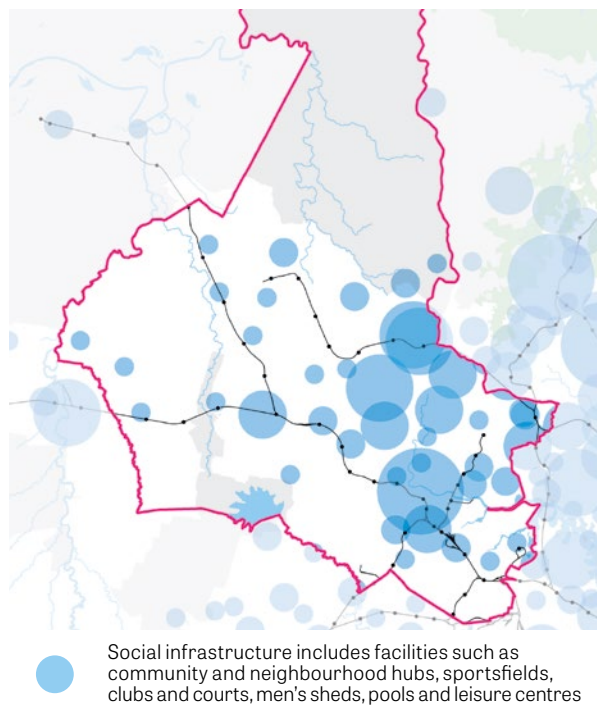 Social infrastructure includes facilities such as
community and neighbourhood hubs, sportsfields,
clubs and courts, men’s sheds, pools and leisure centres